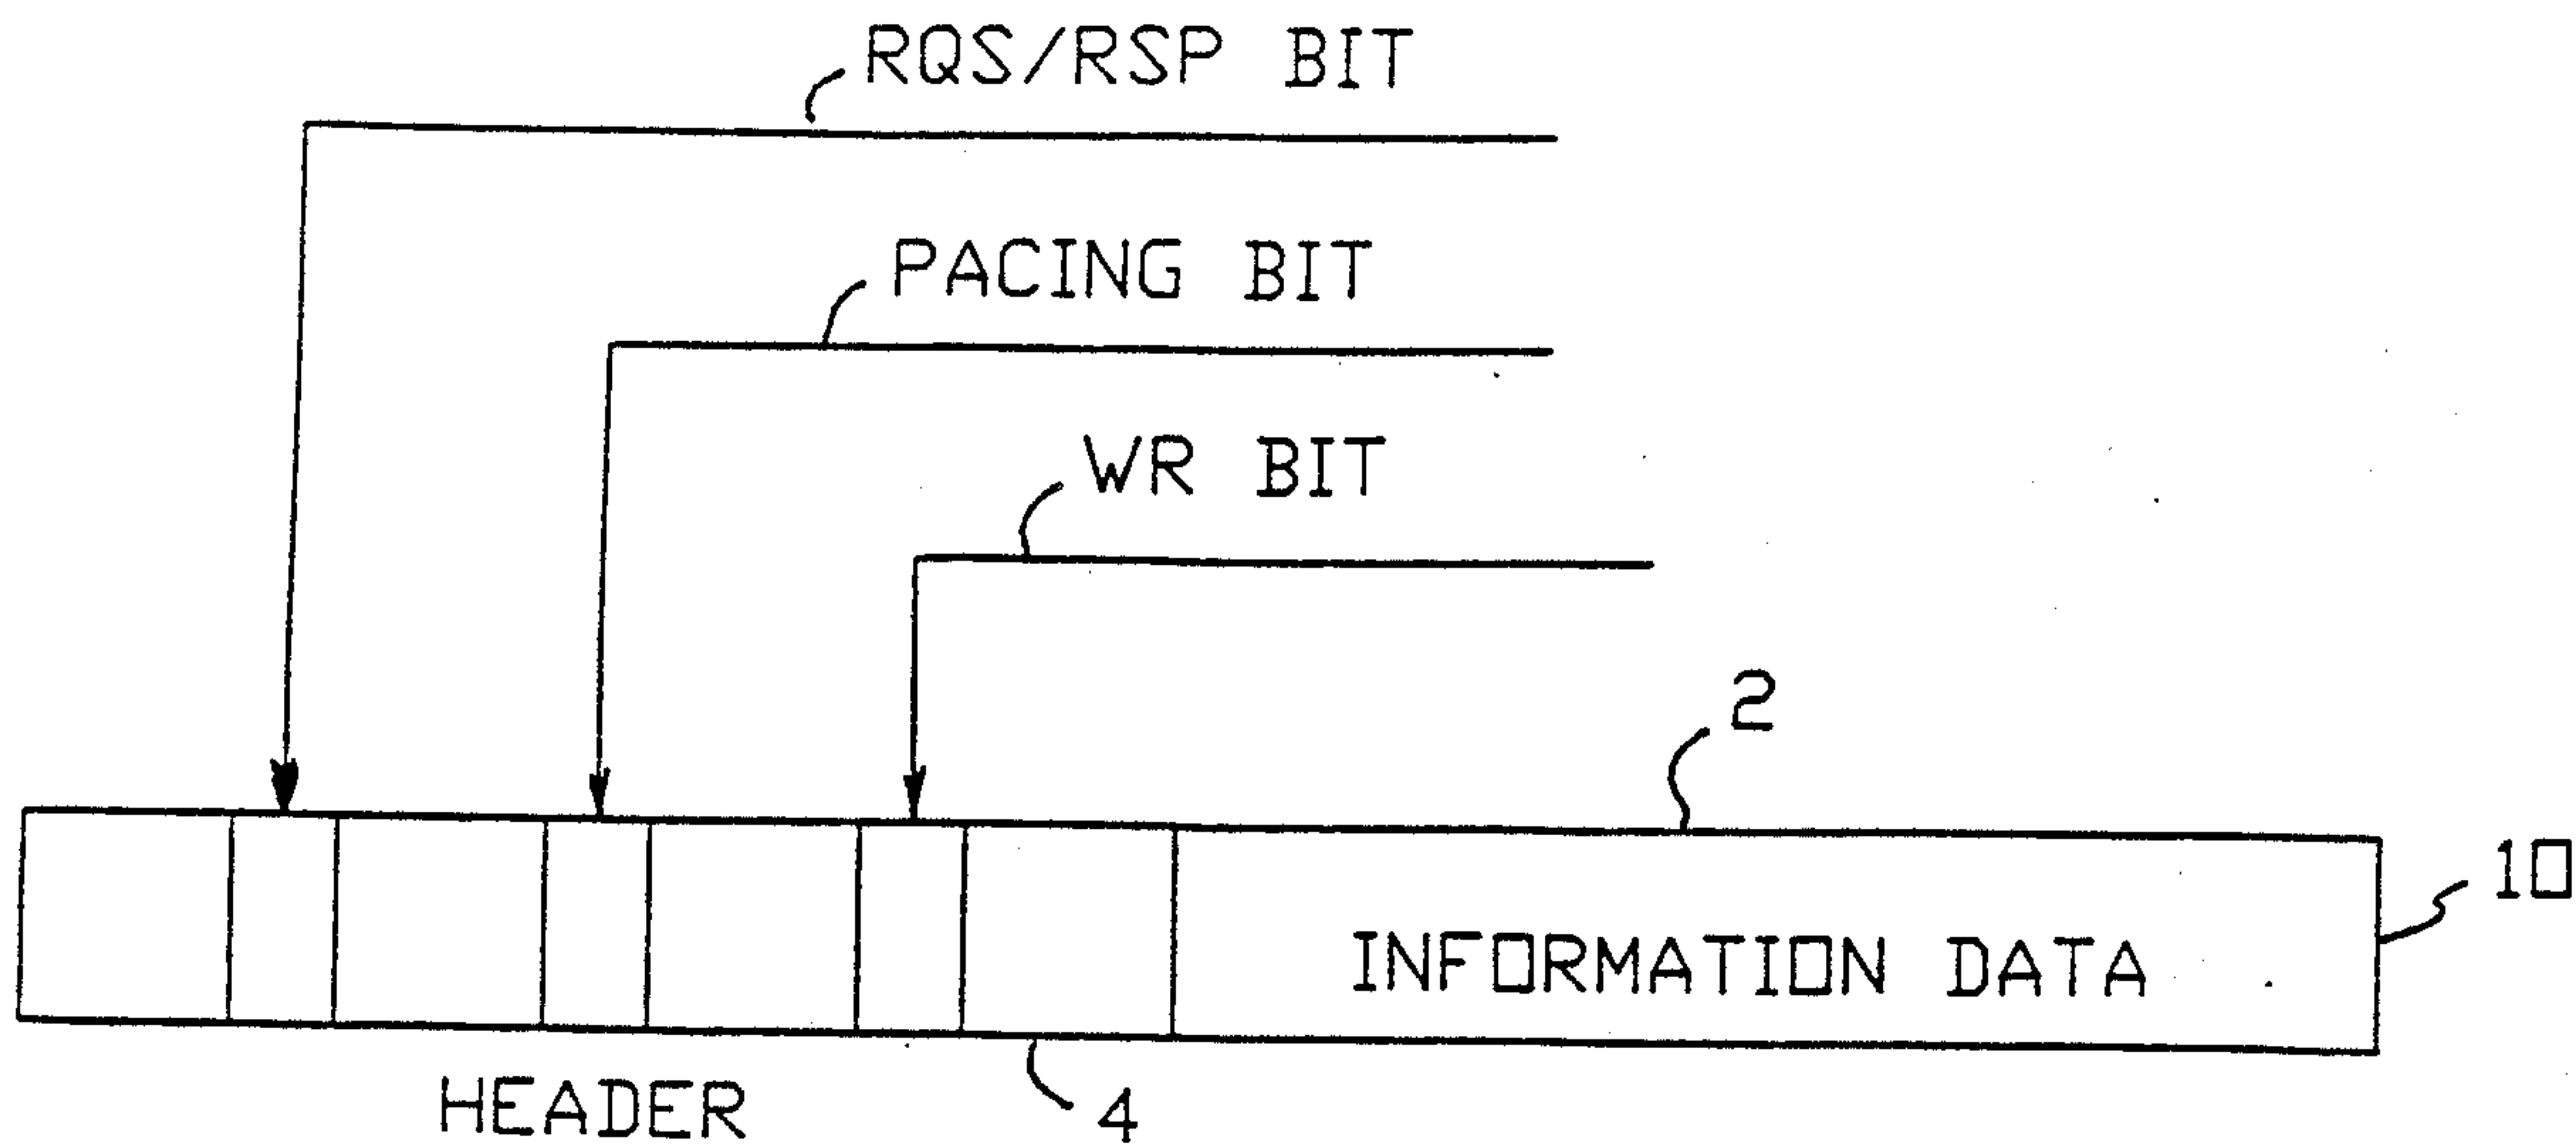 RQS/RSP BIT
PACING BIT
WR BIT
2
10
INFORMATION DATA
HEADER
4